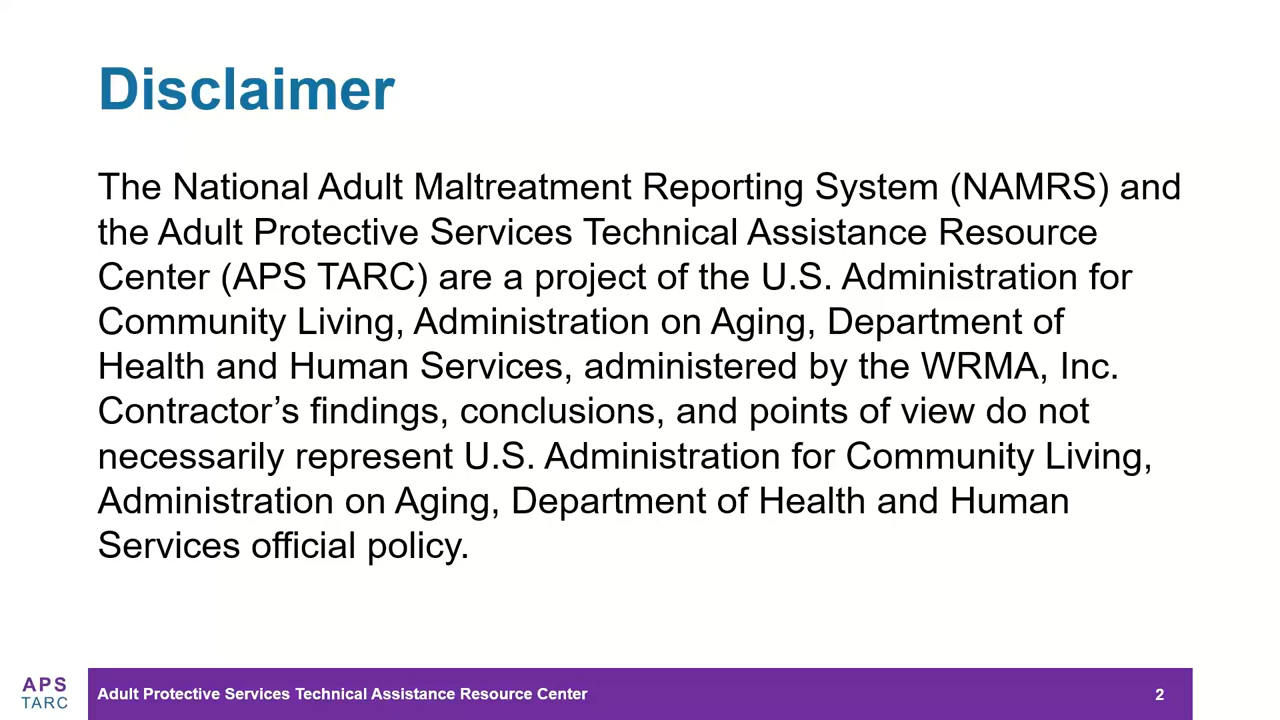 Disclaimer
The National Adult Maltreatment Reporting System (NAMRS) and
the Adult Protective Services Technical Assistance Resource
Center (APS TARC) are a project of the U.S. Administration for
Community Living, Administration on Aging, Department of
Health and Human Services, administered by the WRMA, Inc.
Contractor’s findings, conclusions, and points of view do not
necessarily represent U.S. Administration for Community Living,
Administration on Aging, Department of Health and Human
Services official policy.
APS
TARC
Adult Protective Services Technical Assistance Resource Center
2